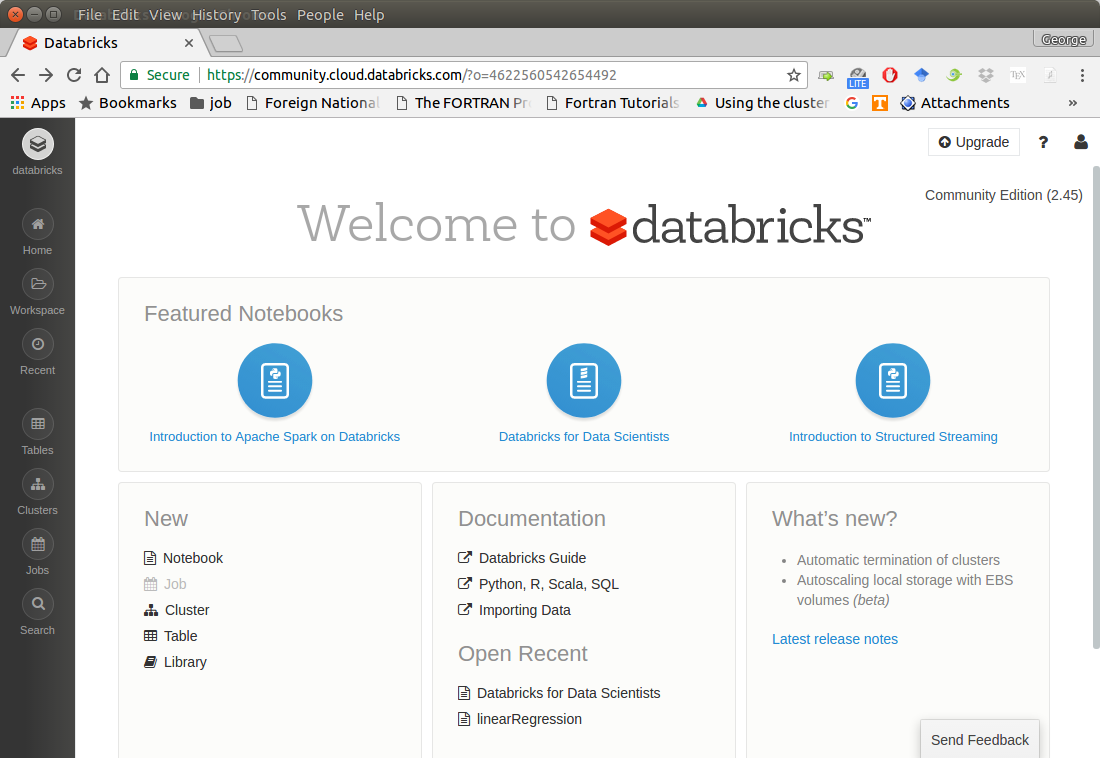 File Edit View History Tools People Help
Databricks
George
Secure https://community.cloud.databricks.com/?o=4622560542654492
LITE
TEX
Apps Bookmarks job Foreign National The FORTRAN Pr Fortran Tutorials Using the cluster Attachments »
databricks
Home
Workspace
Recent
Tables
Clusters
Jobs
Search
Upgrade ?
Community Edition (2.45)
Welcome to databricks™
Featured Notebooks
Introduction to Apache Spark on Databricks
Databricks for Data Scientists
Introduction to Structured Streaming
New
Notebook
Job
Cluster
Table
Library
Documentation
Databricks Guide
Python, R, Scala, SQL
Importing Data
Open Recent
Databricks for Data Scientists
linearRegression
What's new?
• Automatic termination of clusters
• Autoscaling local storage with EBS
volumes (beta)
Latest release notes
Send Feedback